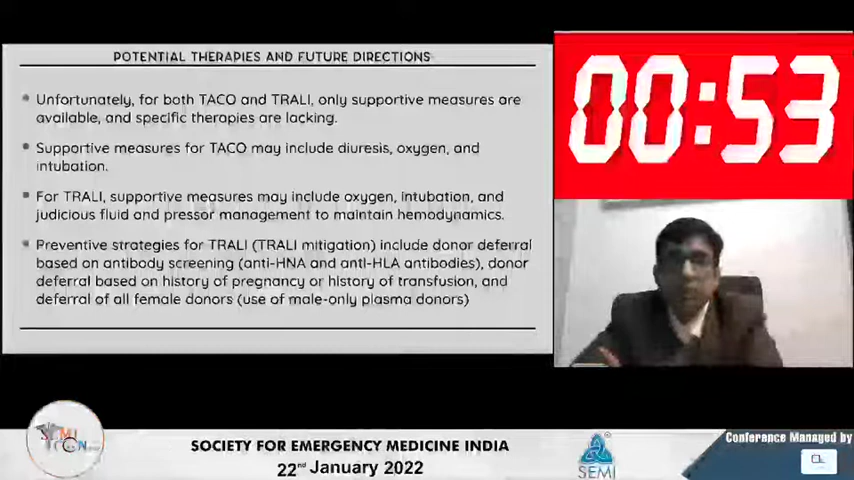 POTENTIAL THERAPIES AND FUTURE DIRECTIONS
Unfortunately, for both TACO and TRALI, only supportive measures are
available, and specific therapies are lacking.
Supportive measures for TACO may include diuresis, oxygen, and
intubation.
For TRALI, supportive measures may include oxygen, intubation, and
judicious fluid and pressor management to maintain hemodynamics.
Preventive strategies for TRALI (TRALI mitigation) include donor deferral
based on antibody screening (anti-HNA and anti-HLA antibodies), donor
deferral based on history of pregnancy or history of transfusion, and
deferral of all female donors (use of male-only plasma donors)
00:53
SOCIETY FOR EMERGENCY MEDICINE INDIA
22nd January 2022
SEMI
Conference Managed by